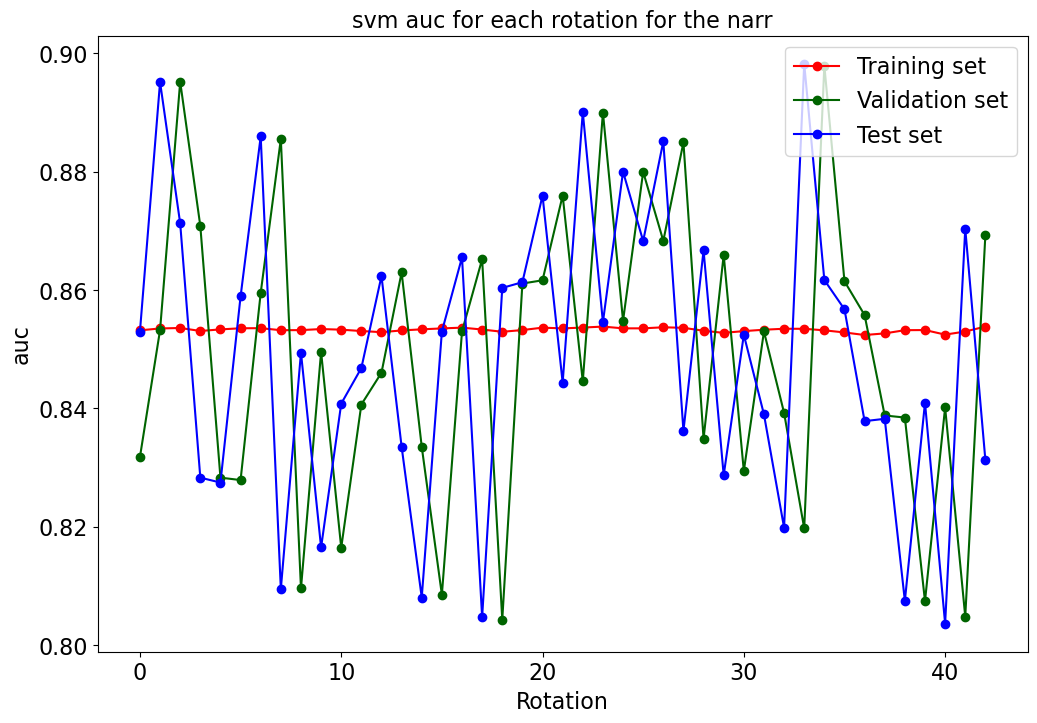 svm auc for each rotation for the narr
0.90
0.88
0.86
0.84
0.82
0.80
auc
0
10
20
30
40
Rotation
Training set
Validation set
Test set